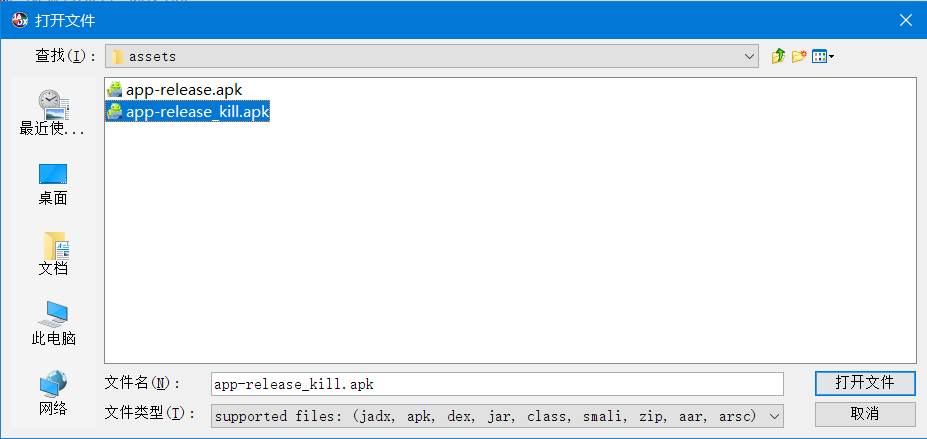 打开文件
查找(I):
assets
app-release.apk
app-release_kill.apk
最近使...
桌面
文档
此电脑
网络
文件名(N):
app-release_kill.apk
打开文件
文件类型(T):
supported files: (jadx, apk, dex, jar, class, smali, zip, aar, arsc)
取消